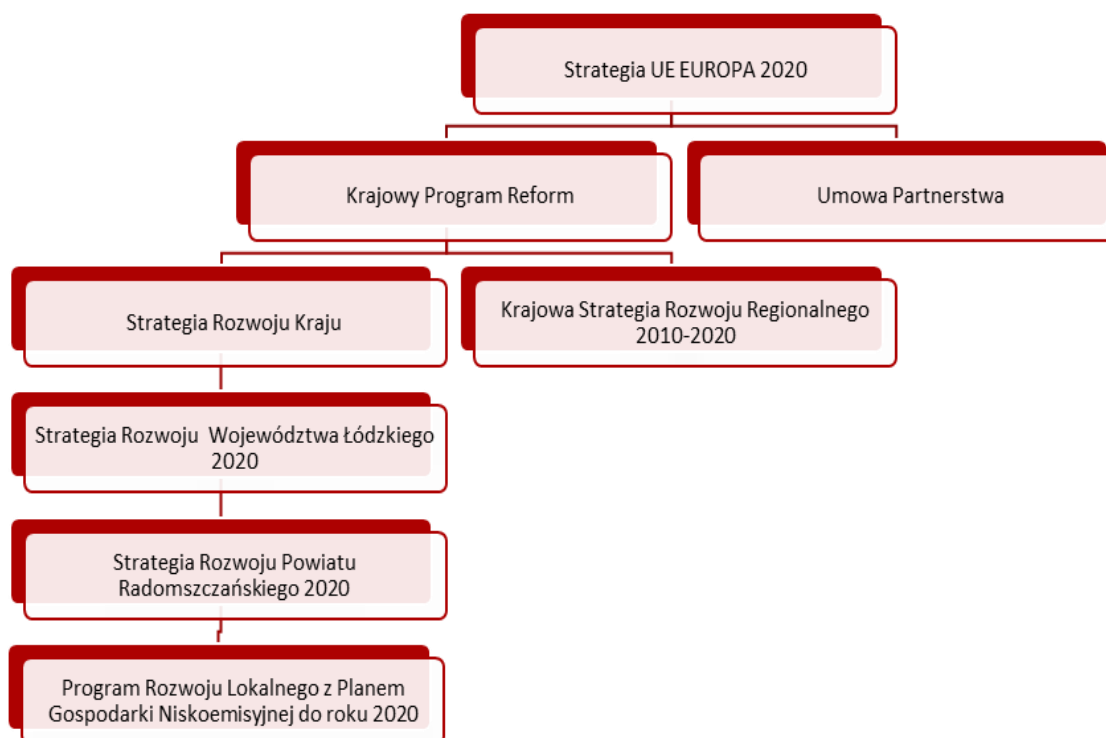 Strategia UE EUROPA 2020
Krajowy Program Reform
Umowa Partnerstwa
Strategia Rozwoju Kraju
Krajowa Strategia Rozwoju Regionalnego
2010-2020
Strategia Rozwoju Województwa Łódzkiego
2020
Strategia Rozwoju Powiatu
Radomszczańskiego 2020
Program Rozwoju Lokalnego z Planem
Gospodarki Niskoemisyjnej do roku 2020